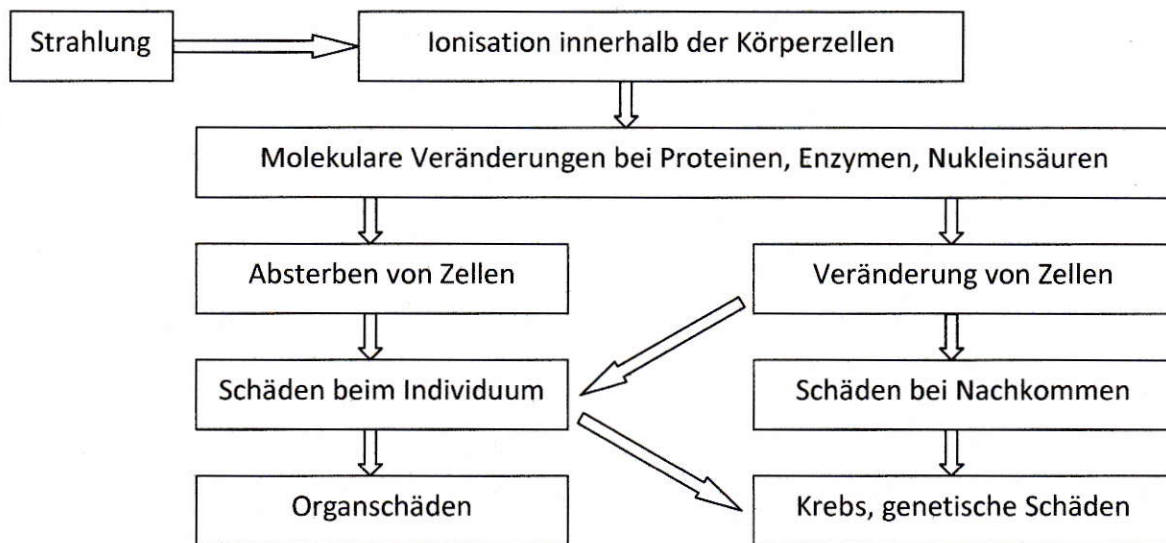 Strahlung
Ionisation innerhalb der Körperzellen
Molekulare Veränderungen bei Proteinen, Enzymen, Nukleinsäuren
Absterben von Zellen
Veränderung von Zellen
Schäden beim Individuum
Schäden bei Nachkommen
Organschäden
Krebs, genetische Schäden